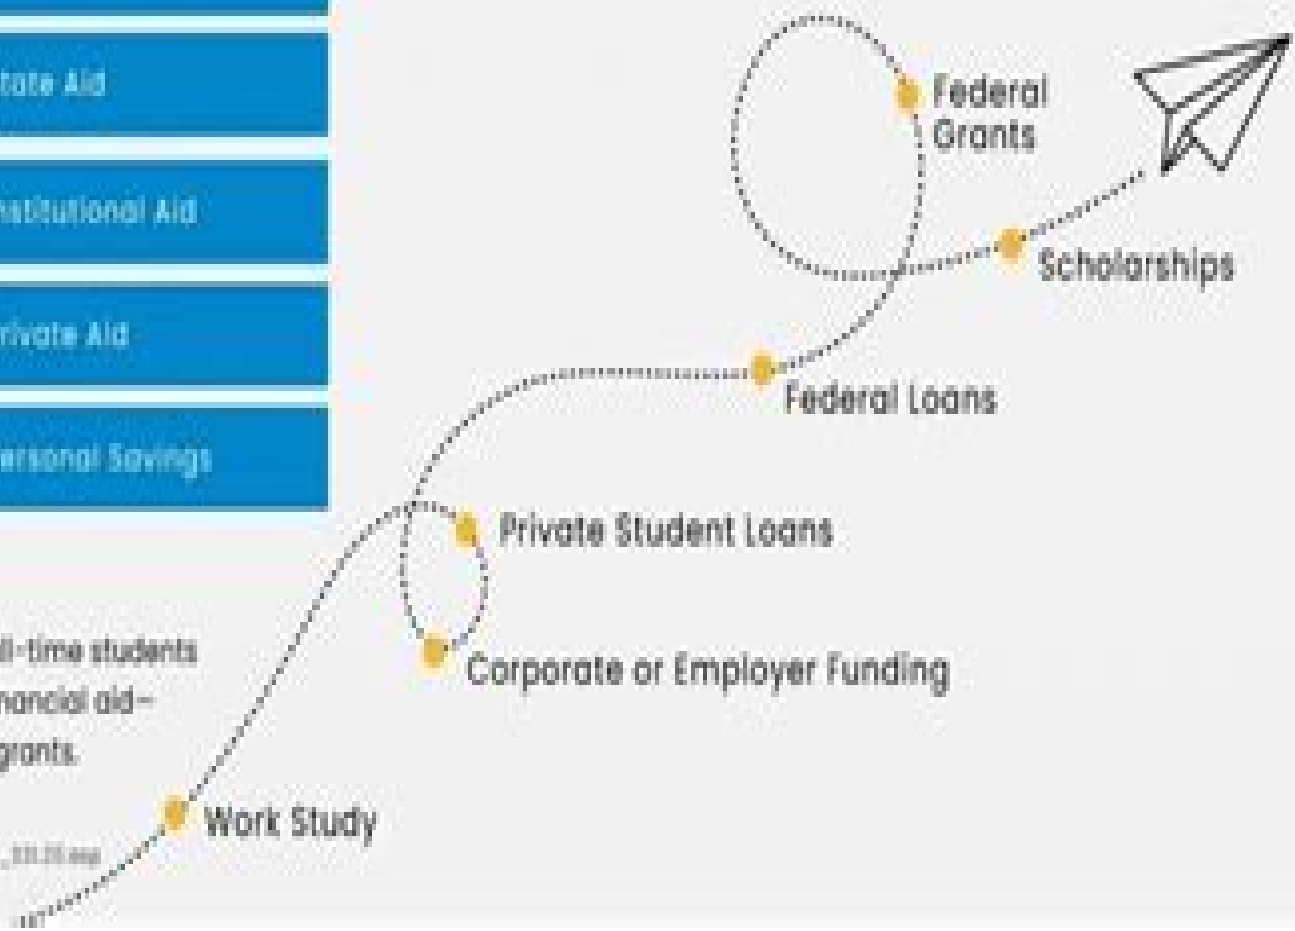 tate Aid
nstitutional Aid
rivate Aid
ersonal Savings
ll-time students
nancial aid–
grants.
Federal
Grants
Scholarships
Federal Loans
Private Student Loans
Corporate or Employer Funding
Work Study